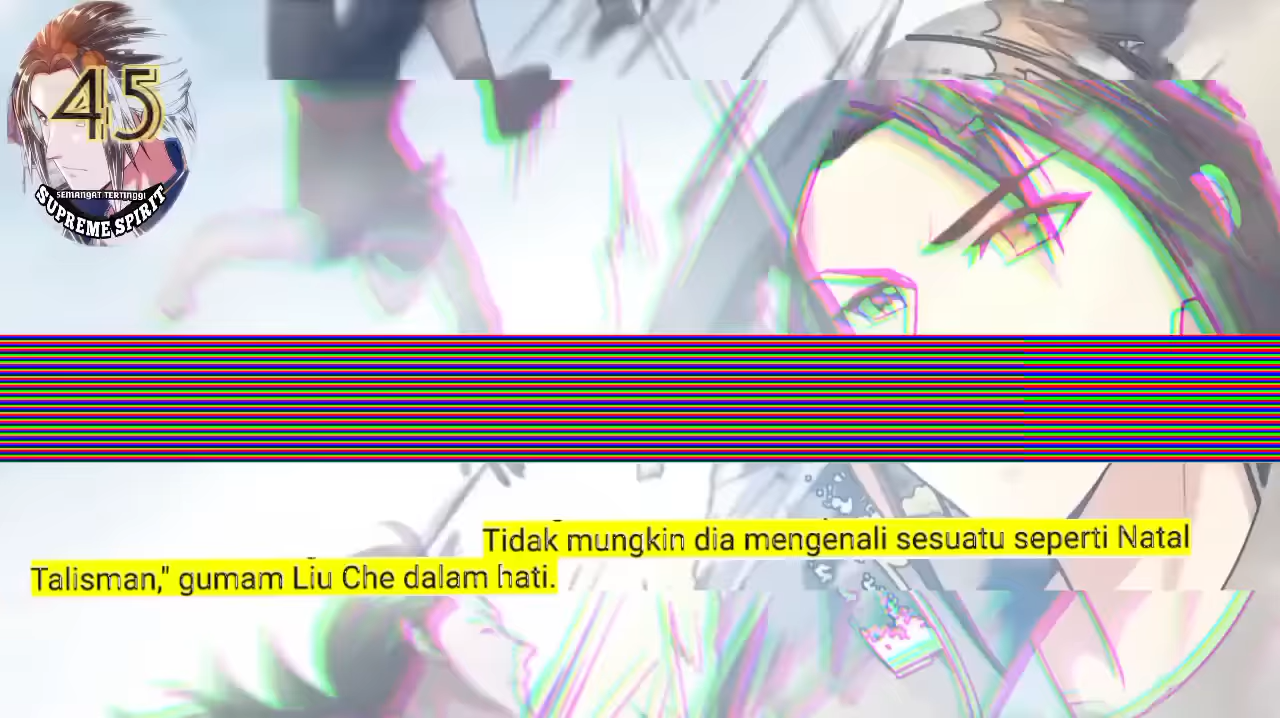 45
SEMANGAT TERTINGGI
SUPREME SPIRIT
Tidak mungkin dia mengenali sesuatu seperti Natal
Talisman," gumam Liu Che dalam hati.